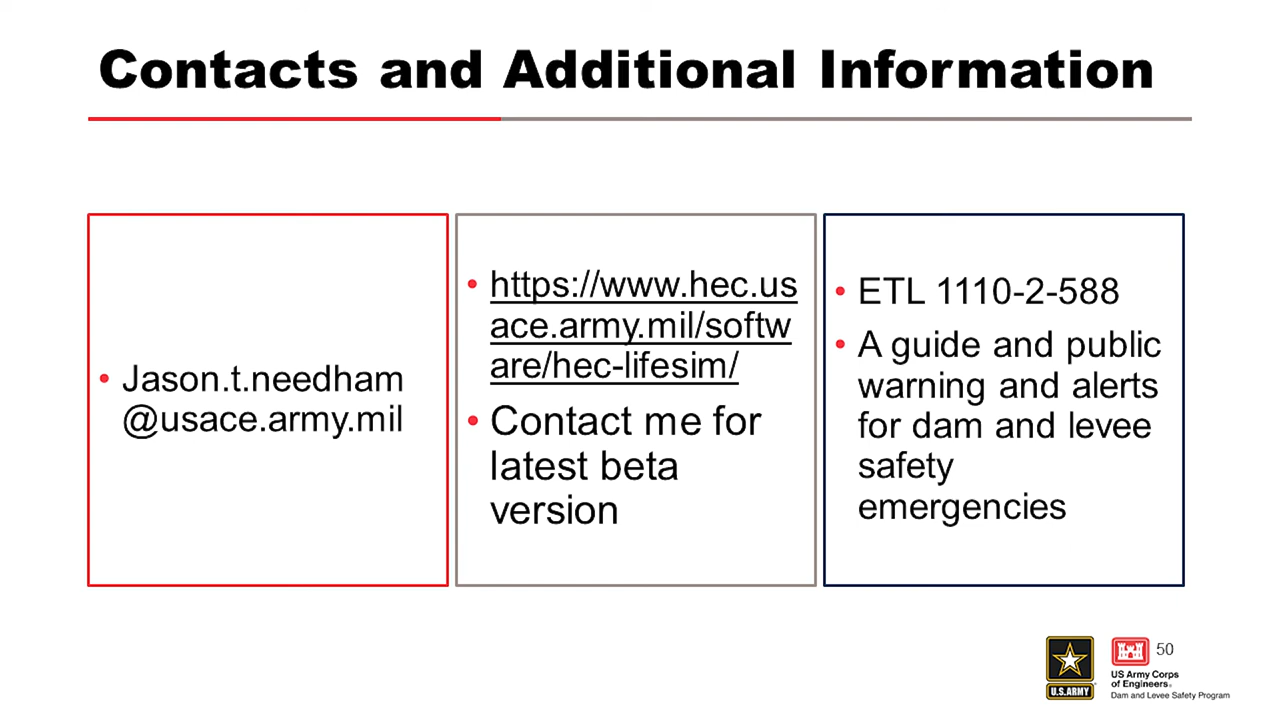 Contacts and Additional Information
• Jason.t.needham
@usace.army.mil
• https://www.hec.us
ace.army.mil/softw
are/hec-lifesim/
• Contact me for
latest beta
version
• ETL 1110-2-588
• A guide and public
warning and alerts
for dam and levee
safety
emergencies
U.S.ARMY
50
US Army Corps
of Engineers®
Dam and Levee Safety Program